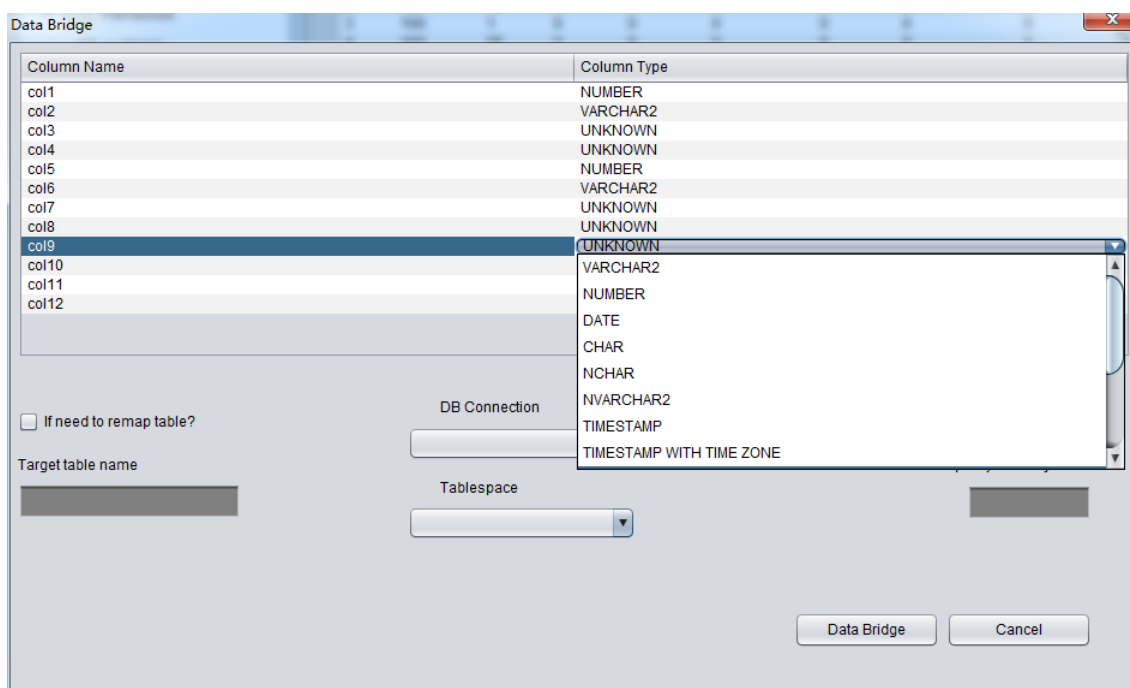 Data Bridge
Column Name Column Type
col1 NUMBER
col2 VARCHAR2
col3 UNKNOWN
col4 UNKNOWN
col5 NUMBER
col6 VARCHAR2
col7 UNKNOWN
col8 UNKNOWN
col9 UNKNOWN
col10
col11
col12
VARCHAR2
NUMBER
DATE
CHAR
NCHAR
NVARCHAR2
TIMESTAMP
TIMESTAMP WITH TIME ZONE
If need to remap table?
DB Connection
Target table name
Tablespace
Data Bridge Cancel